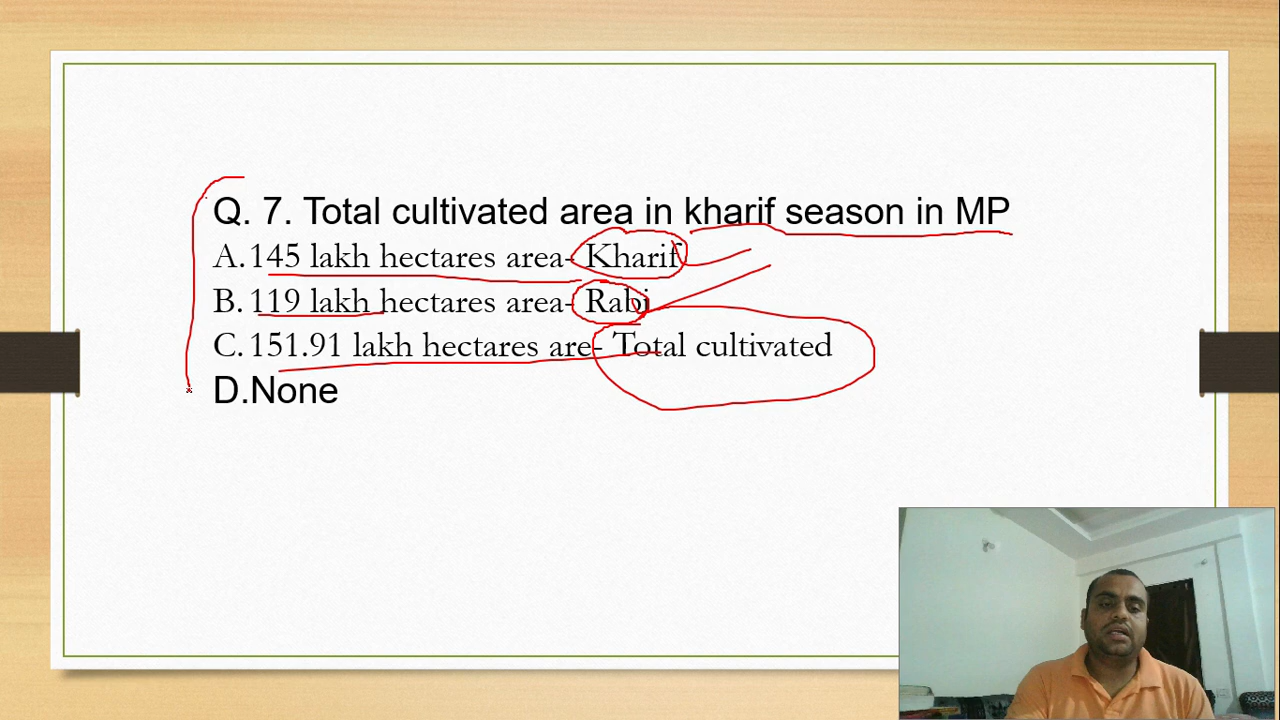 Q. 7. Total cultivated area in kharif season in MP
A. 145 lakh hectares area- Kharif
B. 119 lakh hectares area- Rabi
C. 151.91 lakh hectares are- Total cultivated
D.None